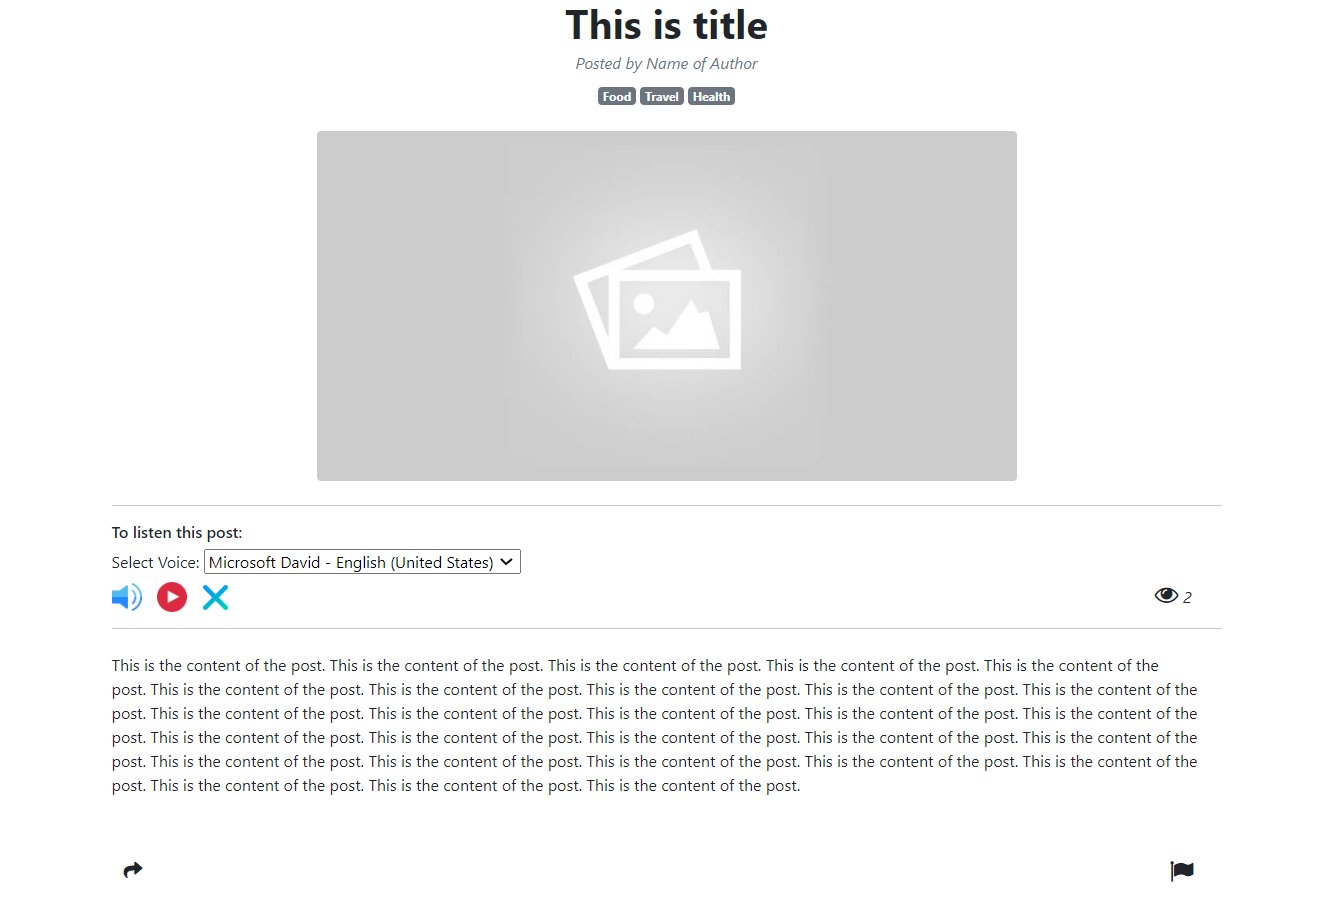 This is title
Posted by Name of Author
Food Travel Health
To listen this post:
Select Voice: Microsoft David - English (United States)
2
This is the content of the post. This is the content of the post. This is the content of the post. This is the content of the post. This is the content of the
post. This is the content of the post. This is the content of the post. This is the content of the post. This is the content of the post. This is the content of the
post. This is the content of the post. This is the content of the post. This is the content of the post. This is the content of the post. This is the content of the
post. This is the content of the post. This is the content of the post. This is the content of the post. This is the content of the post. This is the content of the
post. This is the content of the post. This is the content of the post. This is the content of the post. This is the content of the post. This is the content of the
post. This is the content of the post. This is the content of the post. This is the content of the post.